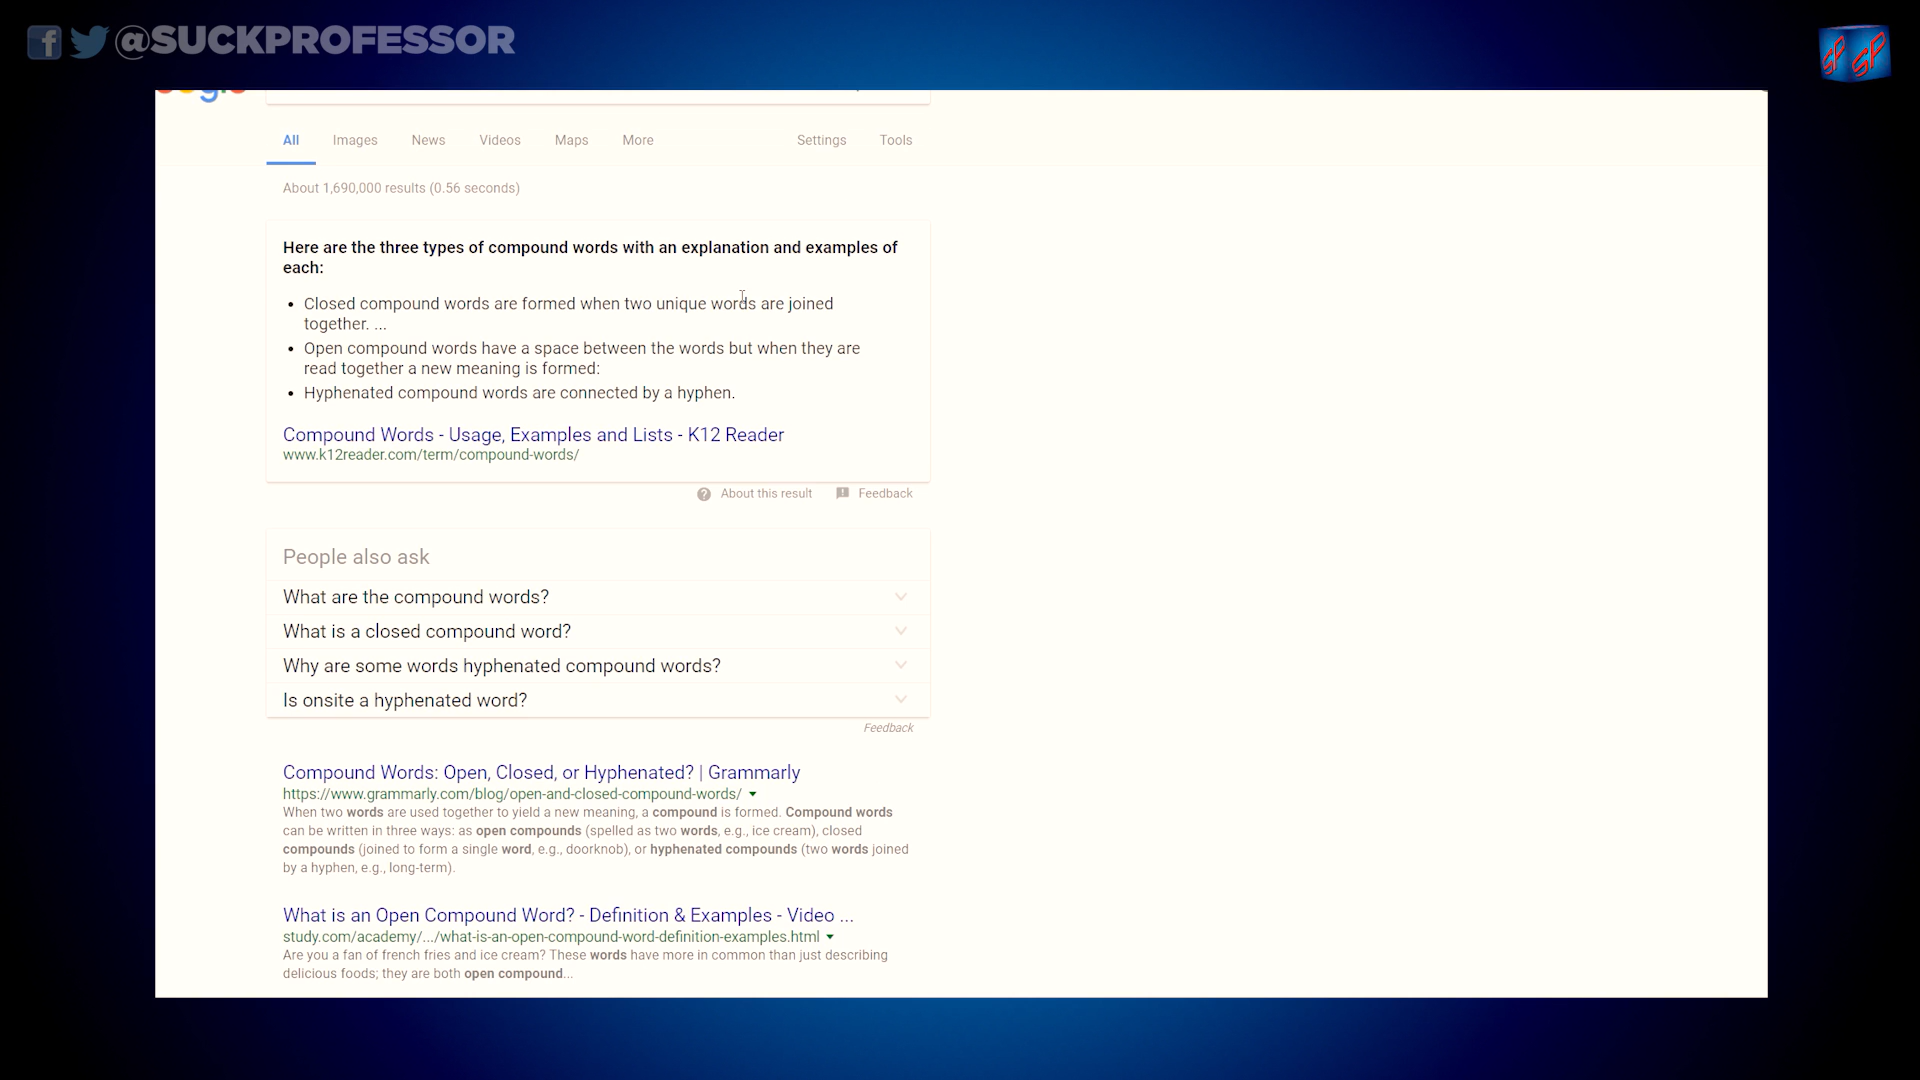 @SUCKPROFESSOR
SP SP
All Images News Videos Maps More Settings Tools
About 1,690,000 results (0.56 seconds)
Here are the three types of compound words with an explanation and examples of
each:
Closed compound words are formed when two unique words are joined
together. ...
Open compound words have a space between the words but when they are
read together a new meaning is formed:
Hyphenated compound words are connected by a hyphen.
Compound Words - Usage, Examples and Lists - K12 Reader
www.k12reader.com/term/compound-words/
About this result Feedback
People also ask
What are the compound words?
What is a closed compound word?
Why are some words hyphenated compound words?
Is onsite a hyphenated word?
Feedback
Compound Words: Open, Closed, or Hyphenated? | Grammarly
https://www.grammarly.com/blog/open-and-closed-compound-words/
When two words are used together to yield a new meaning, a compound is formed. Compound words
can be written in three ways: as open compounds (spelled as two words, e.g., ice cream), closed
compounds (joined to form a single word, e.g., doorknob), or hyphenated compounds (two words joined
by a hyphen, e.g., long-term).
What is an Open Compound Word? - Definition & Examples - Video ...
study.com/academy/.../what-is-an-open-compound-word-definition-examples.html
Are you a fan of french fries and ice cream? These words have more in common than just describing
delicious foods; they are both open compound...